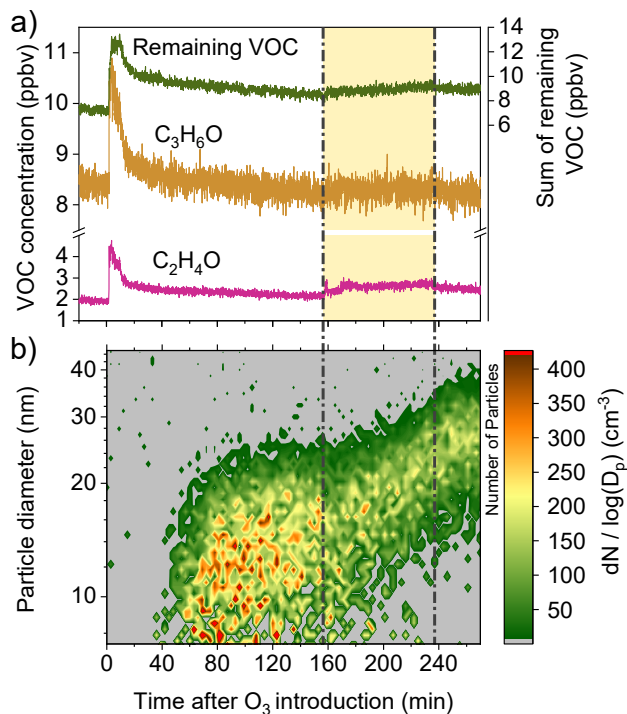 a)
Remaining VOC
C₃H₆O
C₂H₄O
11
10
9
8
4
3
2
1
VOC concentration (ppbv)
14
12
10
8
6
Sum of remaining
VOC (ppbv)
b)
40
30
20
10
Particle diameter (nm)
0
40
80
120
160
200
240
Time after O₃ introduction (min)
Number of Particles
400
350
300
250
200
150
100
50
dN / log(Dₚ) (cm⁻³)